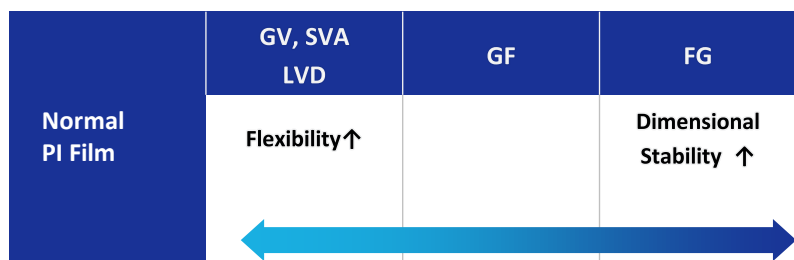 GV, SVA
LVD
GF
FG
Normal
PI Film
Flexibility↑
Dimensional
Stability ↑